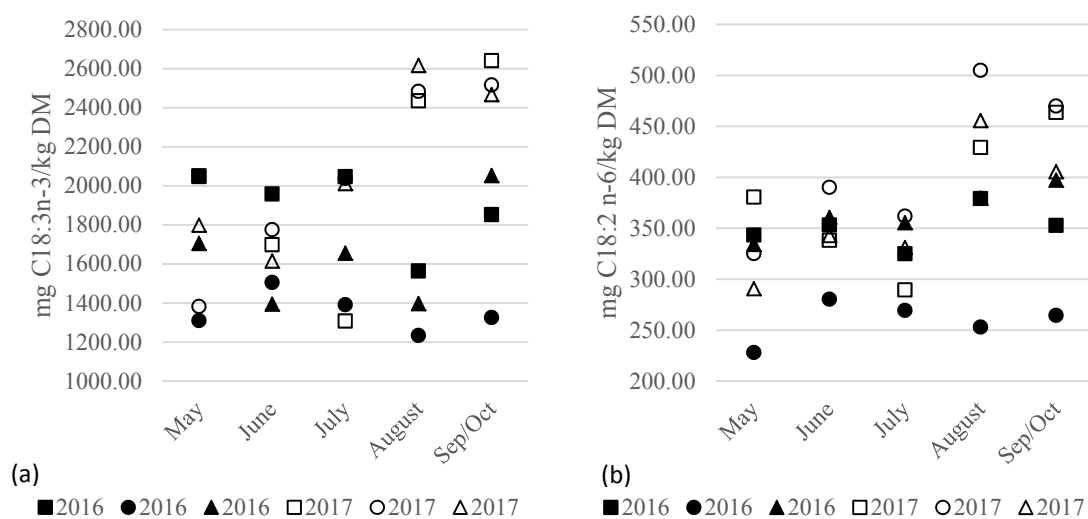 mg C18:3n-3/kg DM
2800.00
2600.00
2400.00
2200.00
2000.00
1800.00
1600.00
1400.00
1200.00
1000.00
May
June
July
August
Sep/Oct
(a)
2016
2016
2016
2017
2017
2017
mg C18:2 n-6/kg DM
550.00
500.00
450.00
400.00
350.00
300.00
250.00
200.00
May
June
July
August
Sep/Oct
(b)
2016
2016
2016
2017
2017
2017